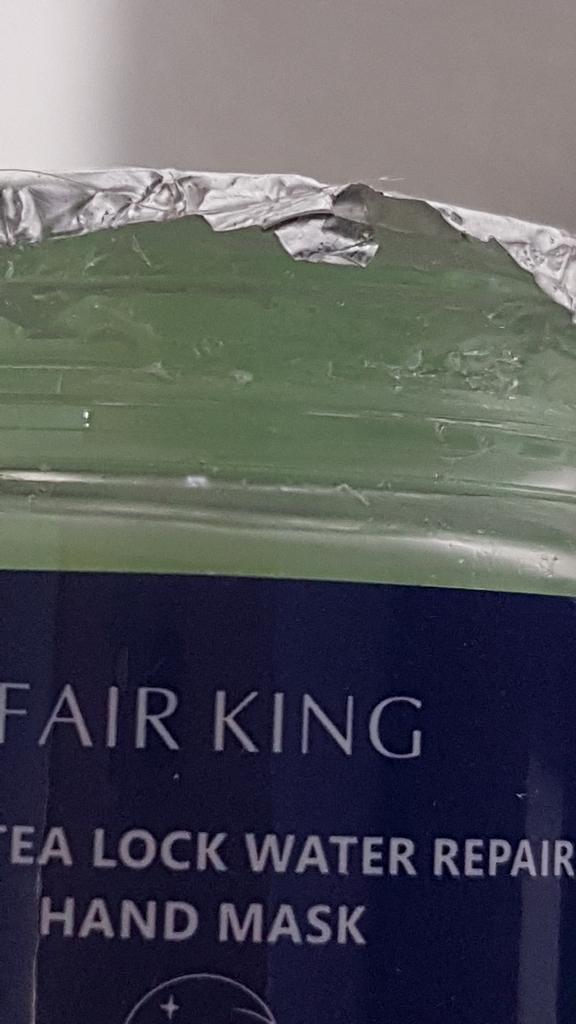 FAIR KING
TEA LOCK WATER REPAIR
HAND MASK